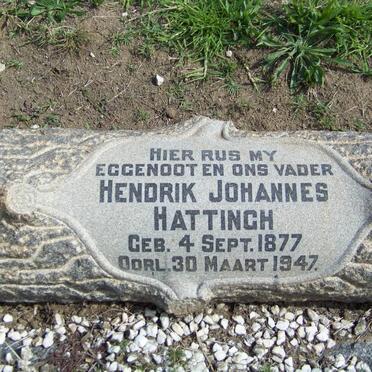 HIER RUS MY
EGGENOOT EN ONS VADER
HENDRIK JOHANNES
HATTINGH
GEB. 4 SEPT. 1877
OORL. 30 MAART 1947.